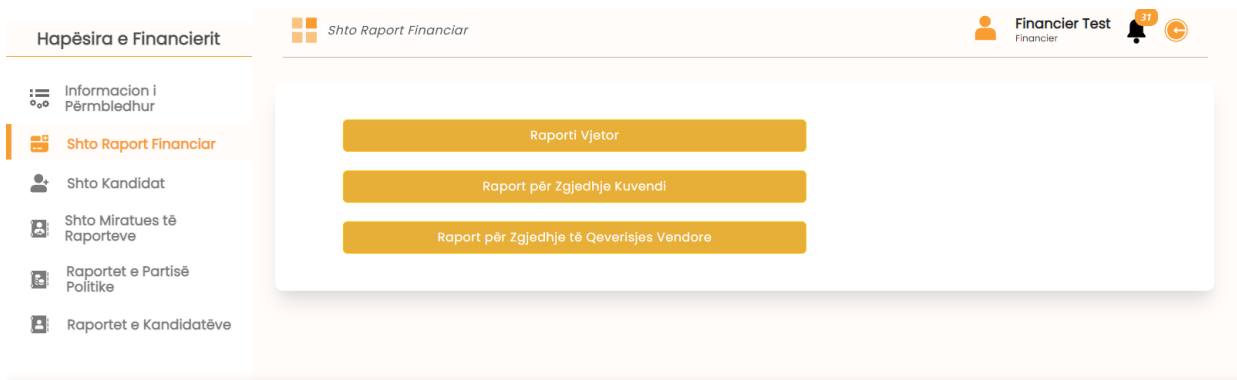 Hapësira e Financierit
Informacion i
Përmbledhur
Shto Raport Financiar
Shto Kandidat
Shto Miratues të
Raporteve
Raportet e Partisë
Politike
Raportet e Kandidatëve
Shto Raport Financiar
Financier Test
Financier
31
Raporti Vjetor
Raport për Zgjedhje Kuvendi
Raport për Zgjedhje të Qeverisjes Vendore